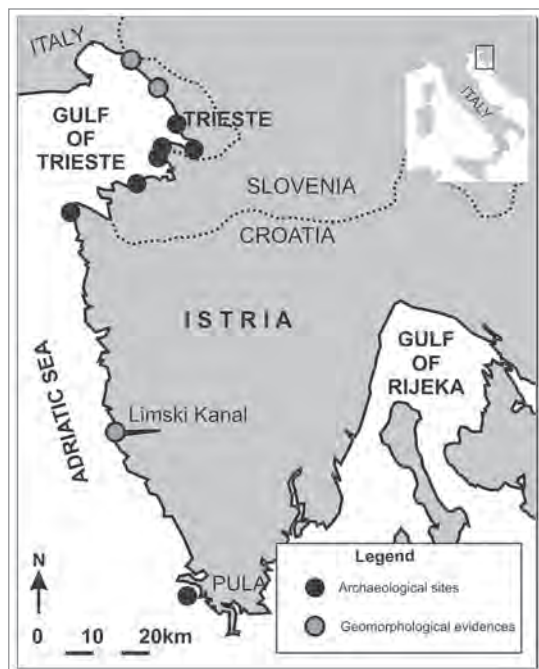 ITALY
GULF
OF
TRIESTE
TRIESTE
ITALY
SLOVENIA
CROATIA
ISTRIA
GULF
OF
RIJEKA
ADRIATIC SEA
Limski Kanal
N
0 10 20km
PULA
Legend
Archaeological sites
Geomorphological evidences